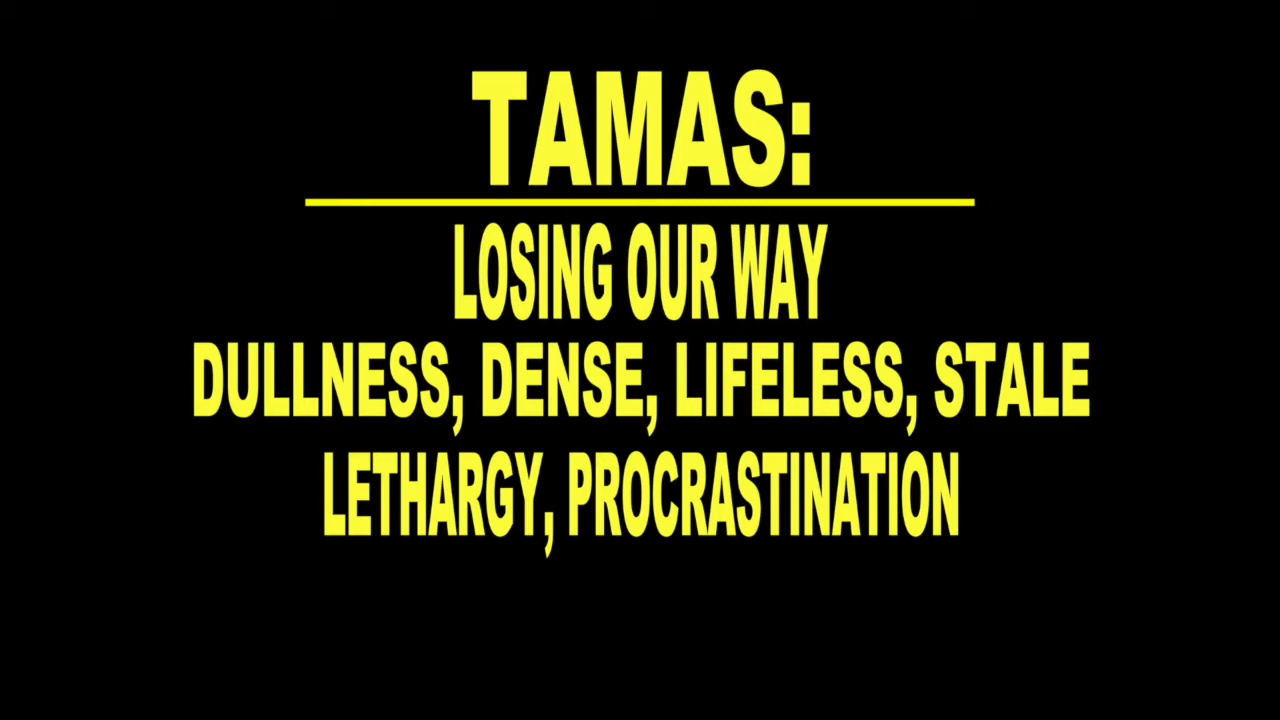 TAMAS:
LOSING OUR WAY
DULLNESS, DENSE, LIFELESS, STALE
LETHARGY, PROCRASTINATION